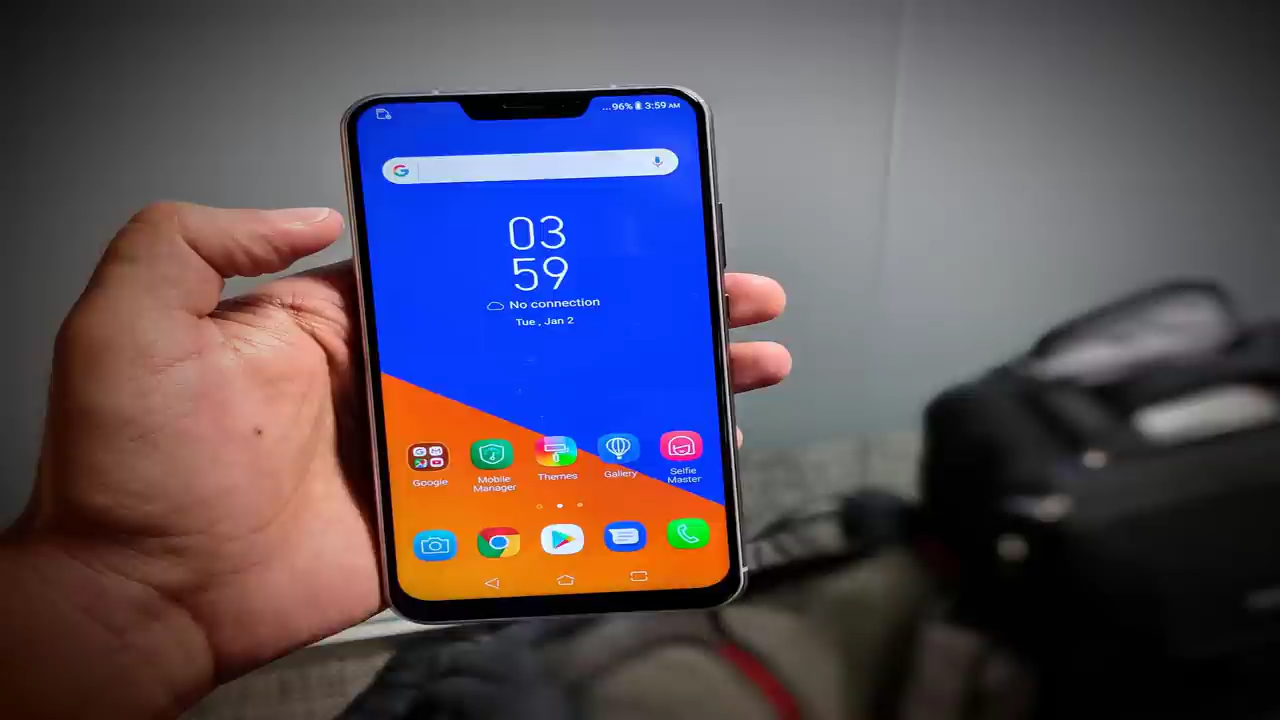 ...96% 3:59 AM
03
59
No connection
Tue , Jan 2
Google
Mobile
Manager
Themes
Gallery
Selfie
Master